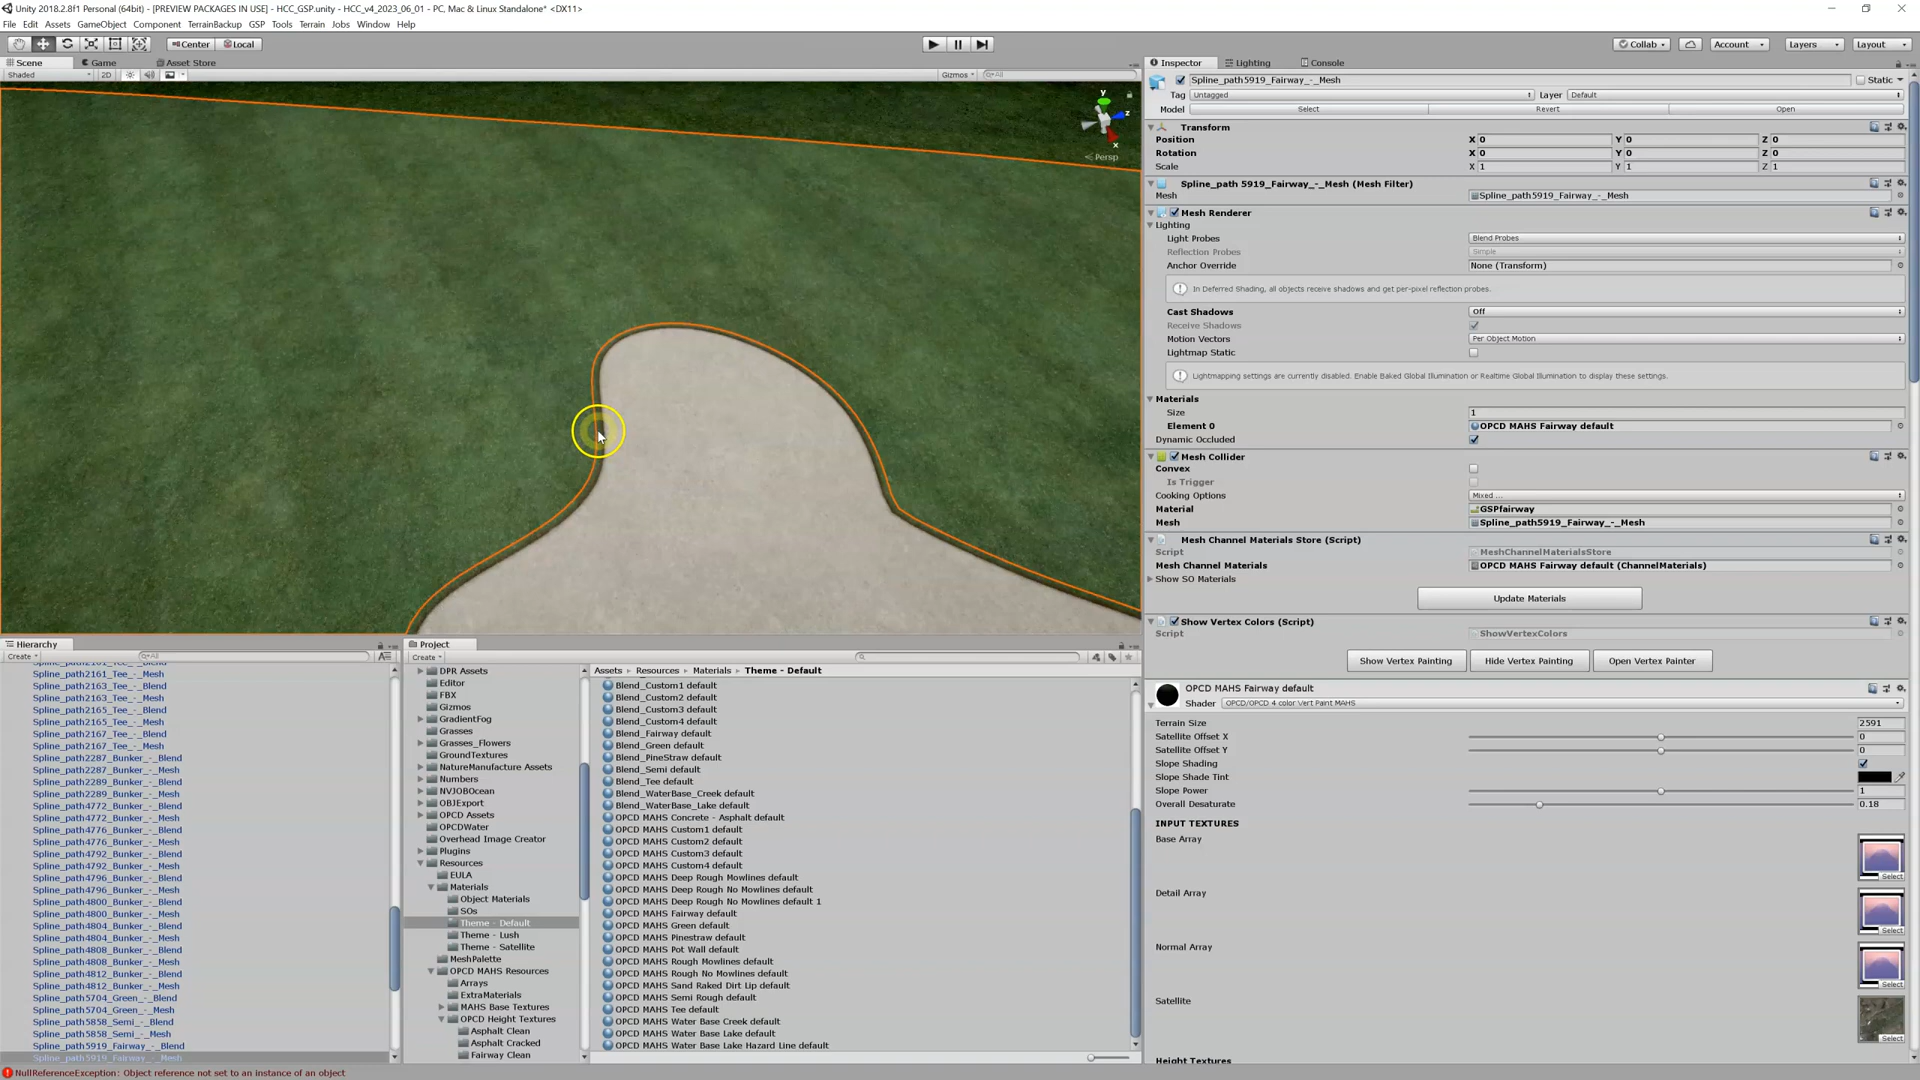 Unity 2018.2.8f1 Personal (64bit) - [PREVIEW PACKAGES IN USE] - HCC_GSP.unity - HCC_v4_2023_06_01 - PC, Mac & Linux Standalone* <DX11>
File Edit Assets GameObject Component TerrainBackup GSP Tools Terrain Jobs Window Help
Center Local Collab Account Layers Layout
Scene Game Asset Store
Shaded 2D Gizmos All
y z x
Persp
Inspector Lighting Console
Spline_path5919_Fairway_-_Mesh Static
Tag Untagged Layer Default
Model Select Revert Open
Transform
Position X 0 Y 0 Z 0
Rotation X 0 Y 0 Z 0
Scale X 1 Y 1 Z 1
Spline_path 5919_Fairway_-_Mesh (Mesh Filter)
Mesh Spline_path5919_Fairway_-_Mesh
Mesh Renderer
Lighting
Light Probes Blend Probes
Reflection Probes Simple
Anchor Override None (Transform)
In Deferred Shading, all objects receive shadows and get per-pixel reflection probes.
Cast Shadows Off
Receive Shadows
Motion Vectors Per Object Motion
Lightmap Static
Lightmapping settings are currently disabled. Enable Baked Global Illumination or Realtime Global Illumination to display these settings.
Materials
Size 1
Element 0 OPCD MAHS Fairway default
Dynamic Occluded
Mesh Collider
Convex
Is Trigger
Cooking Options Mixed ...
Material GSPfairway
Mesh Spline_path5919_Fairway_-_Mesh
Mesh Channel Materials Store (Script)
Script MeshChannelMaterialsStore
Mesh Channel Materials OPCD MAHS Fairway default (ChannelMaterials)
Show SO Materials
Update Materials
Show Vertex Colors (Script)
Script ShowVertexColors
Show Vertex Painting Hide Vertex Painting Open Vertex Painter
OPCD MAHS Fairway default
Shader OPCD/OPCD 4 color Vert Paint MAHS
Terrain Size 2591
Satellite Offset X 0
Satellite Offset Y 0
Slope Shading
Slope Shade Tint
Slope Power 1
Overall Desaturate 0.18
INPUT TEXTURES
Base Array
Select
Detail Array
Select
Normal Array
Select
Satellite
Select
Height Textures
Hierarchy
Create All
Spline_path2161_Tee_-_Blend
Spline_path2161_Tee_-_Mesh
Spline_path2163_Tee_-_Blend
Spline_path2163_Tee_-_Mesh
Spline_path2165_Tee_-_Blend
Spline_path2165_Tee_-_Mesh
Spline_path2167_Tee_-_Blend
Spline_path2167_Tee_-_Mesh
Spline_path2287_Bunker_-_Blend
Spline_path2287_Bunker_-_Mesh
Spline_path2289_Bunker_-_Blend
Spline_path2289_Bunker_-_Mesh
Spline_path4772_Bunker_-_Blend
Spline_path4772_Bunker_-_Mesh
Spline_path4776_Bunker_-_Blend
Spline_path4776_Bunker_-_Mesh
Spline_path4792_Bunker_-_Blend
Spline_path4792_Bunker_-_Mesh
Spline_path4796_Bunker_-_Blend
Spline_path4796_Bunker_-_Mesh
Spline_path4800_Bunker_-_Blend
Spline_path4800_Bunker_-_Mesh
Spline_path4804_Bunker_-_Blend
Spline_path4804_Bunker_-_Mesh
Spline_path4808_Bunker_-_Blend
Spline_path4808_Bunker_-_Mesh
Spline_path4812_Bunker_-_Blend
Spline_path4812_Bunker_-_Mesh
Spline_path5704_Green_-_Blend
Spline_path5704_Green_-_Mesh
Spline_path5858_Semi_-_Blend
Spline_path5858_Semi_-_Mesh
Spline_path5919_Fairway_-_Blend
Spline_path5919_Fairway_-_Mesh
Project
Create
DPR Assets
Editor
FBX
Gizmos
GradientFog
Grasses
Grasses_Flowers
GroundTextures
NatureManufacture Assets
Numbers
NVJOBOcean
OBJExport
OPCD Assets
OPCDWater
Overhead Image Creator
Plugins
Resources
EULA
Materials
Object Materials
SOs
Theme - Default
Theme - Lush
Theme - Satellite
MeshPalette
OPCD MAHS Resources
Arrays
ExtraMaterials
MAHS Base Textures
OPCD Height Textures
Asphalt Clean
Asphalt Cracked
Fairway Clean
Assets Resources Materials Theme - Default
Blend_Custom1 default
Blend_Custom2 default
Blend_Custom3 default
Blend_Custom4 default
Blend_Fairway default
Blend_Green default
Blend_PineStraw default
Blend_Semi default
Blend_Tee default
Blend_WaterBase_Creek default
Blend_WaterBase_Lake default
OPCD MAHS Concrete - Asphalt default
OPCD MAHS Custom1 default
OPCD MAHS Custom2 default
OPCD MAHS Custom3 default
OPCD MAHS Custom4 default
OPCD MAHS Deep Rough Mowlines default
OPCD MAHS Deep Rough No Mowlines default
OPCD MAHS Deep Rough No Mowlines default 1
OPCD MAHS Fairway default
OPCD MAHS Green default
OPCD MAHS Pinestraw default
OPCD MAHS Pot Wall default
OPCD MAHS Rough Mowlines default
OPCD MAHS Rough No Mowlines default
OPCD MAHS Sand Raked Dirt Lip default
OPCD MAHS Semi Rough default
OPCD MAHS Tee default
OPCD MAHS Water Base Creek default
OPCD MAHS Water Base Lake default
OPCD MAHS Water Base Lake Hazard Line default
NullReferenceException: Object reference not set to an instance of an object